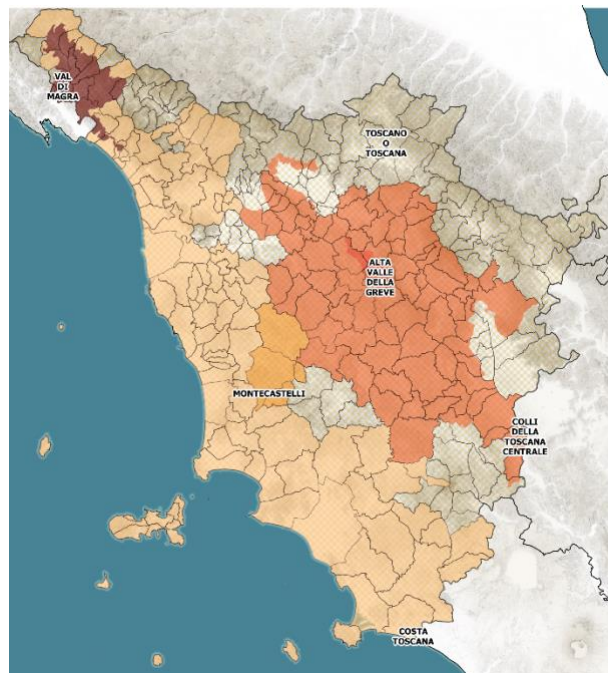 VAL
DI
MAGRA
TOSCANO
O
TOSCANA
ALTA
VALLE
DELLA
GREVE
MONTECASTELLI
COLLI
DELLA
TOSCANA
CENTRALE
COSTA
TOSCANA